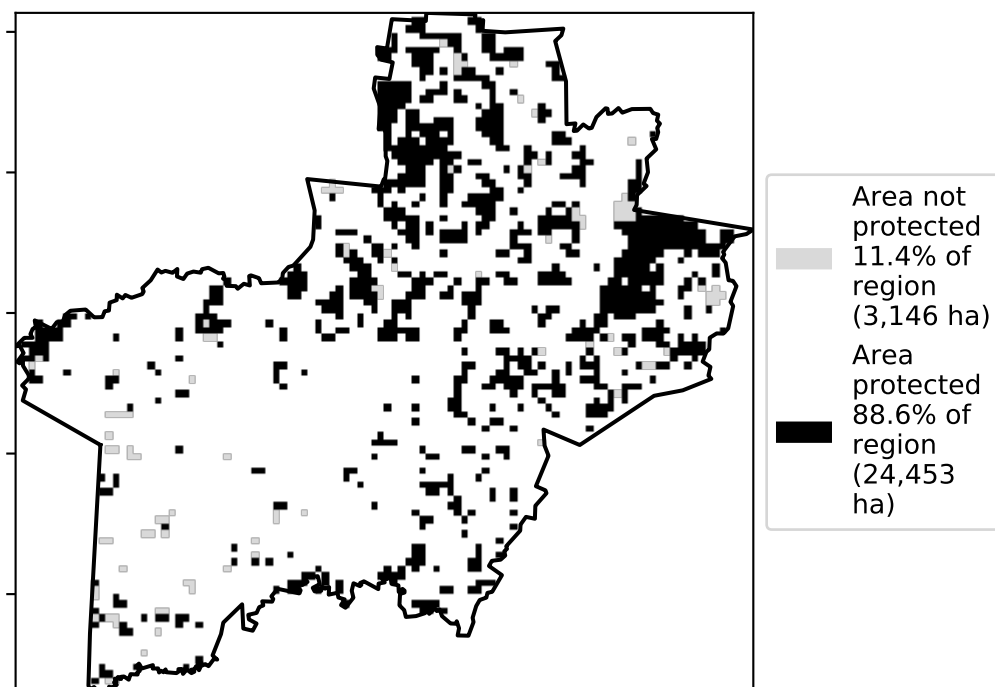 Area not
protected
11.4% of
region
(3,146 ha)
Area
protected
88.6% of
region
(24,453
ha)